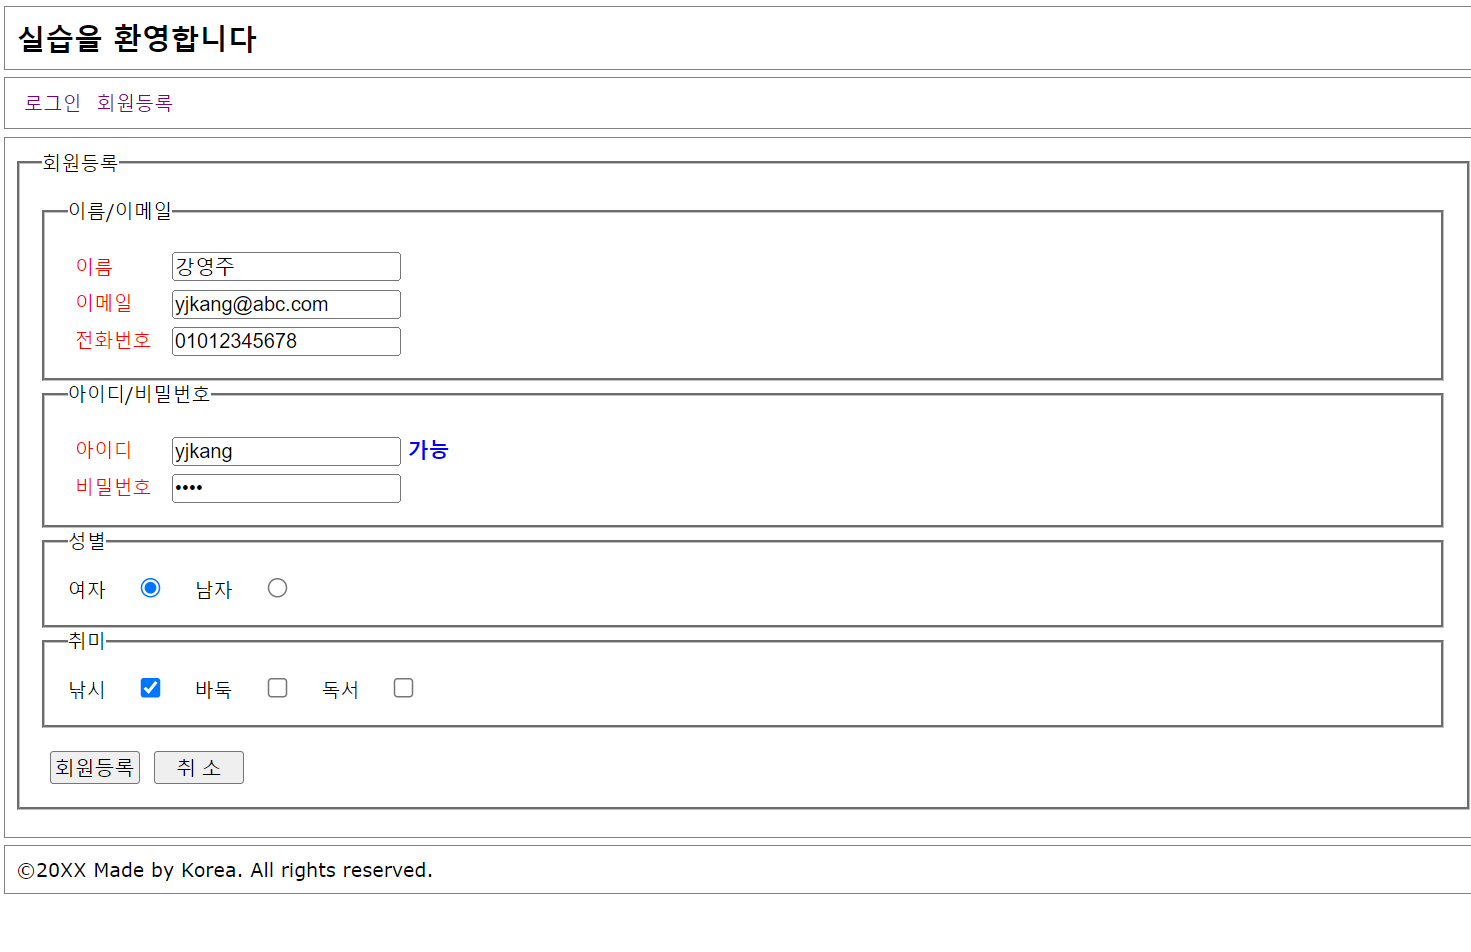 실습을 환영합니다
로그인 회원등록
회원등록
이름/이메일
이름 강영주
이메일 yjkang@abc.com
전화번호 01012345678
아이디/비밀번호
아이디 yjkang 가능
비밀번호 ••••
성별
여자 남자
취미
낚시 바둑 독서
회원등록 취 소
©20XX Made by Korea. All rights reserved.